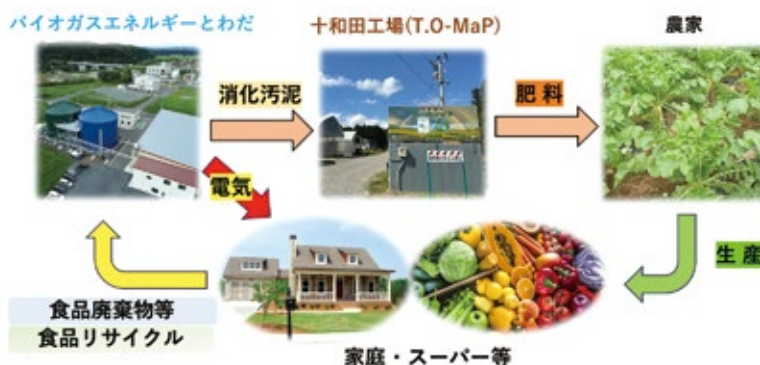 バイオガスエネルギーとわだ
十和田工場(T.O-MaP)
農家
消化汚泥
肥料
電気
生産
食品廃棄物等
食品リサイクル
家庭・スーパー等